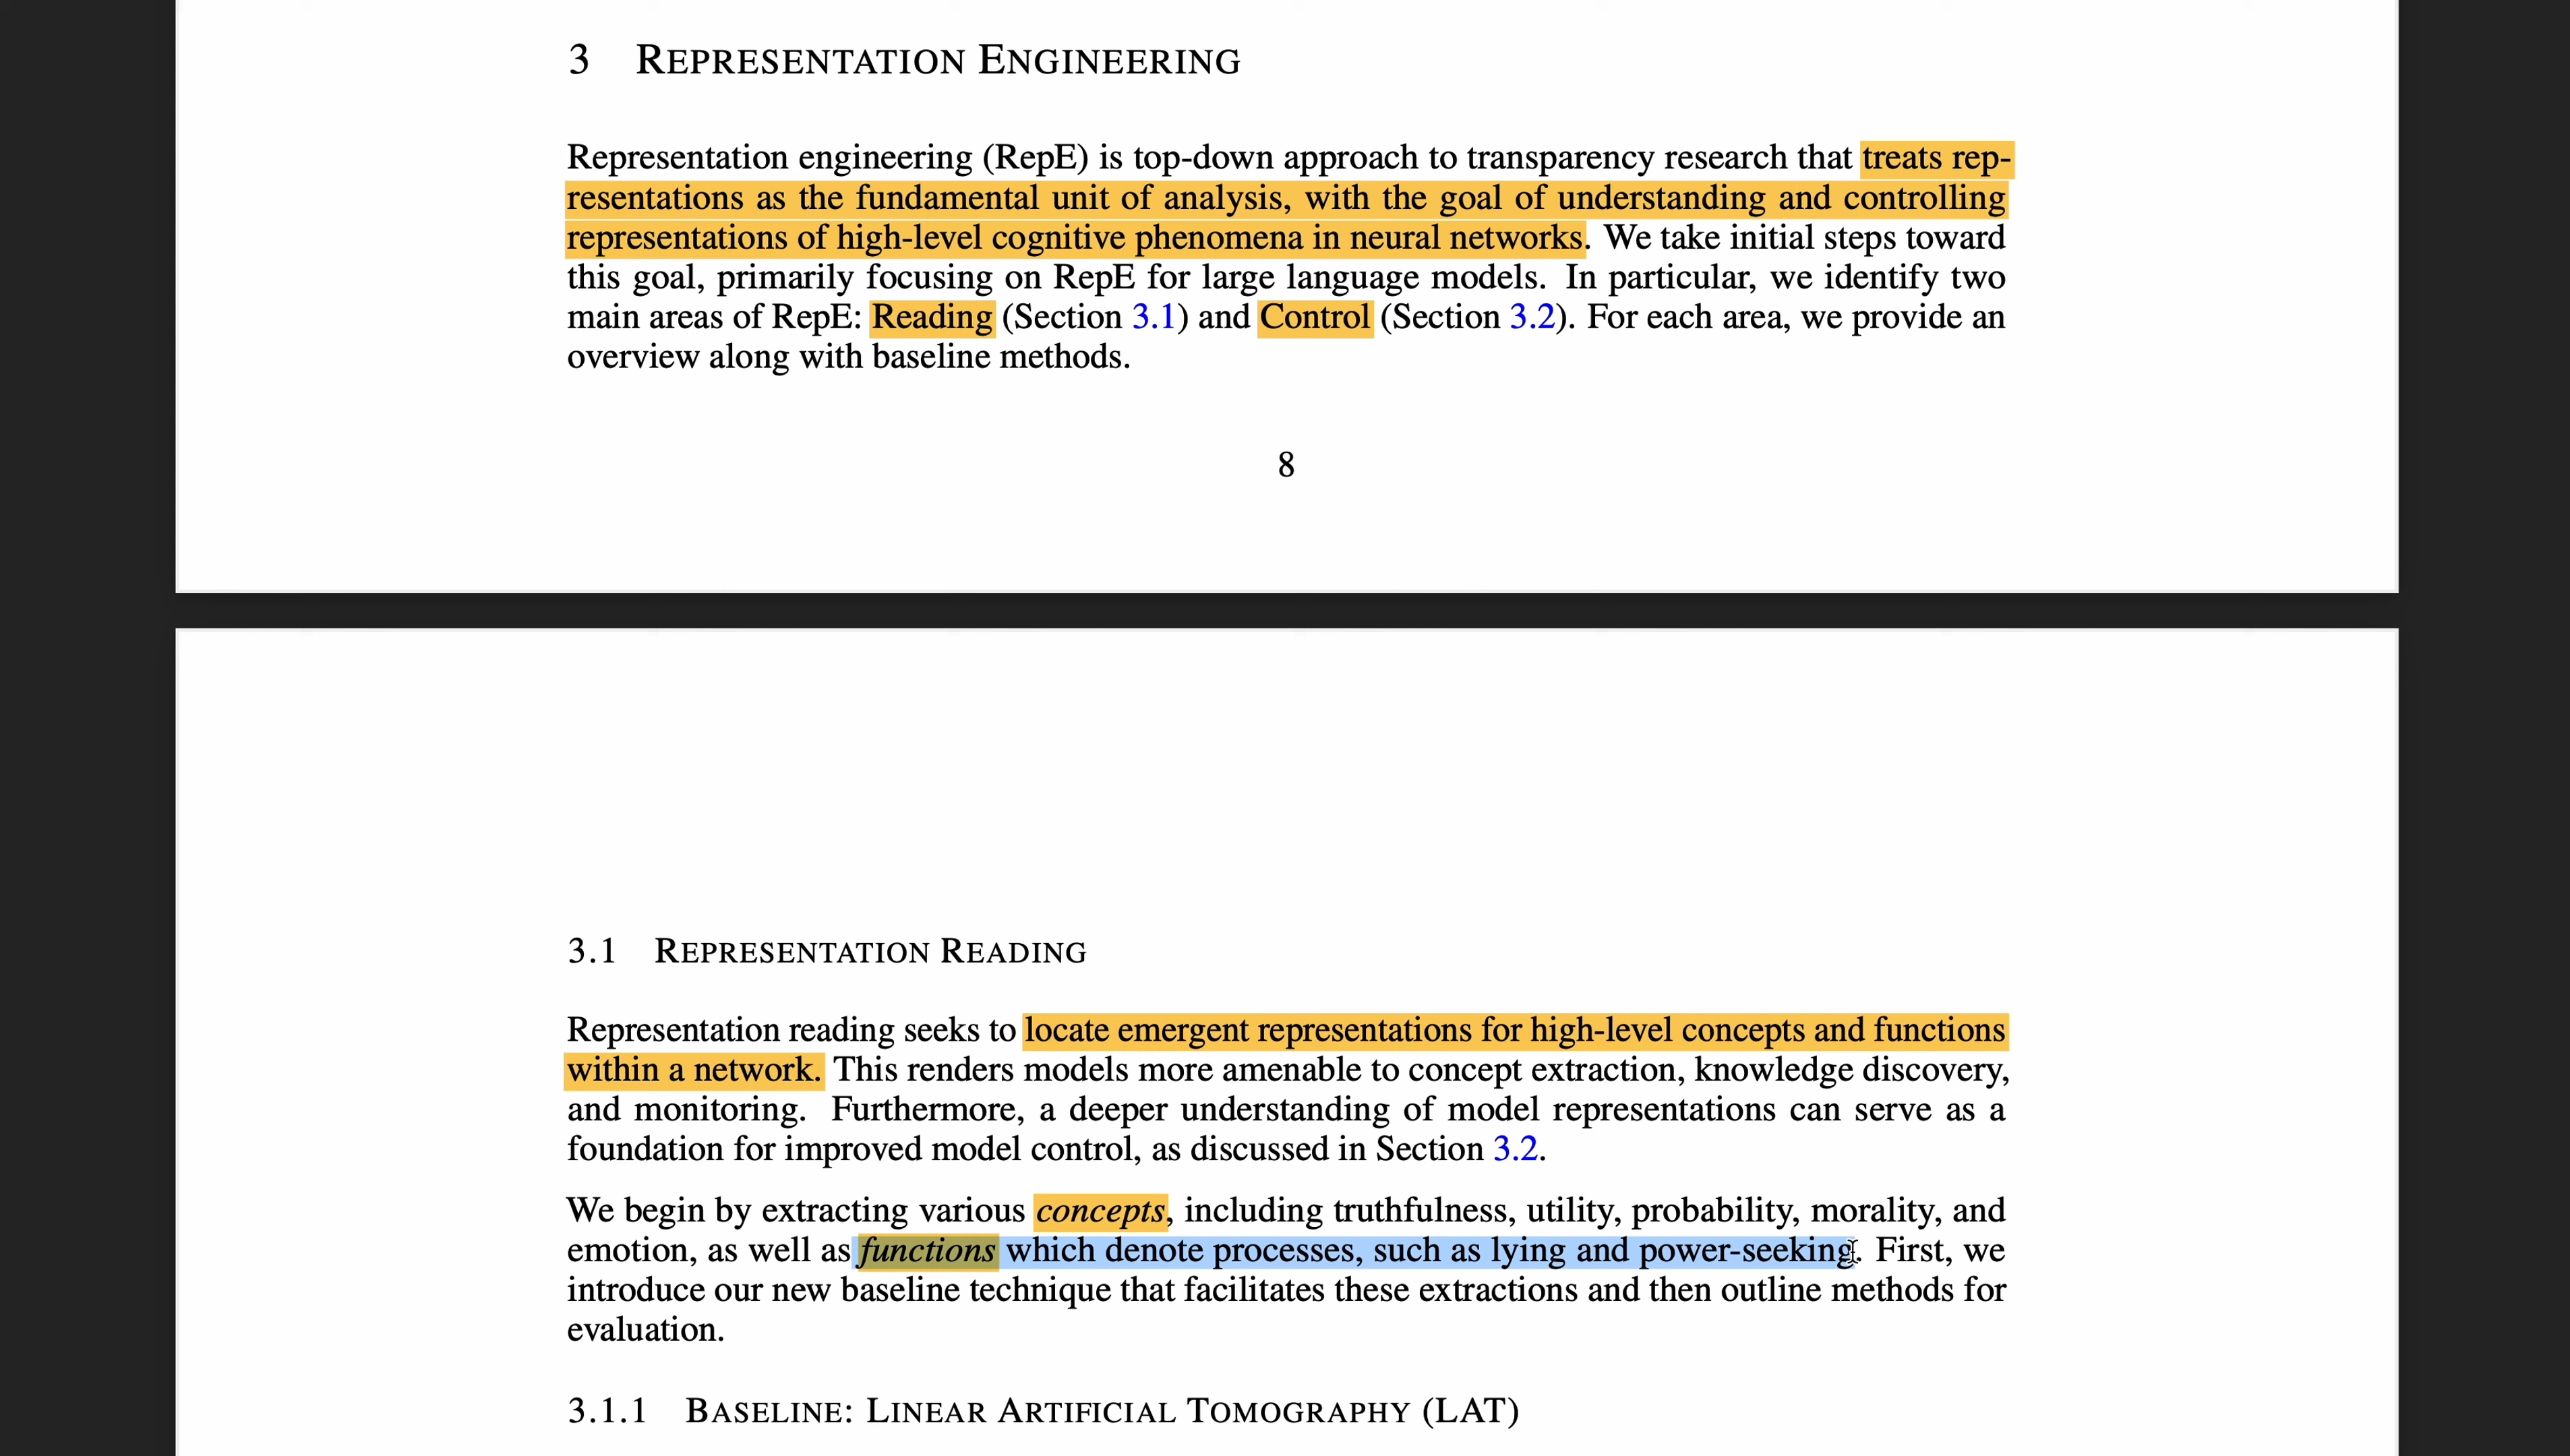 3 REPRESENTATION ENGINEERING
Representation engineering (RepE) is top-down approach to transparency research that treats rep-
resentations as the fundamental unit of analysis, with the goal of understanding and controlling
representations of high-level cognitive phenomena in neural networks. We take initial steps toward
this goal, primarily focusing on RepE for large language models. In particular, we identify two
main areas of RepE: Reading (Section 3.1) and Control (Section 3.2). For each area, we provide an
overview along with baseline methods.
8
3.1 REPRESENTATION READING
Representation reading seeks to locate emergent representations for high-level concepts and functions
within a network. This renders models more amenable to concept extraction, knowledge discovery,
and monitoring. Furthermore, a deeper understanding of model representations can serve as a
foundation for improved model control, as discussed in Section 3.2.
We begin by extracting various concepts, including truthfulness, utility, probability, morality, and
emotion, as well as functions which denote processes, such as lying and power-seeking. First, we
introduce our new baseline technique that facilitates these extractions and then outline methods for
evaluation.
3.1.1 BASELINE: LINEAR ARTIFICIAL TOMOGRAPHY (LAT)